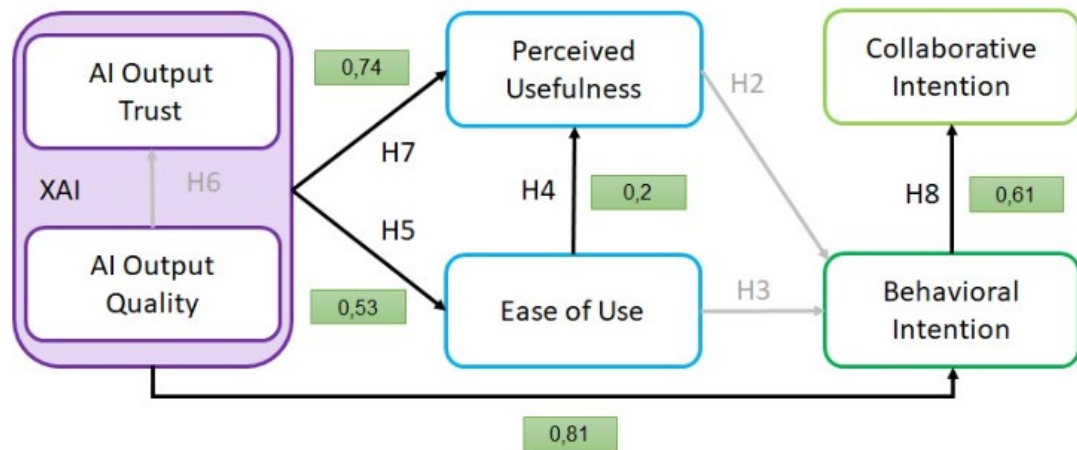 AI Output
Trust
H6
XAI
AI Output
Quality
0,74
H7
H5
0,53
Perceived
Usefulness
H4
0,2
Ease of Use
H2
H3
Collaborative
Intention
H8
0,61
Behavioral
Intention
0,81